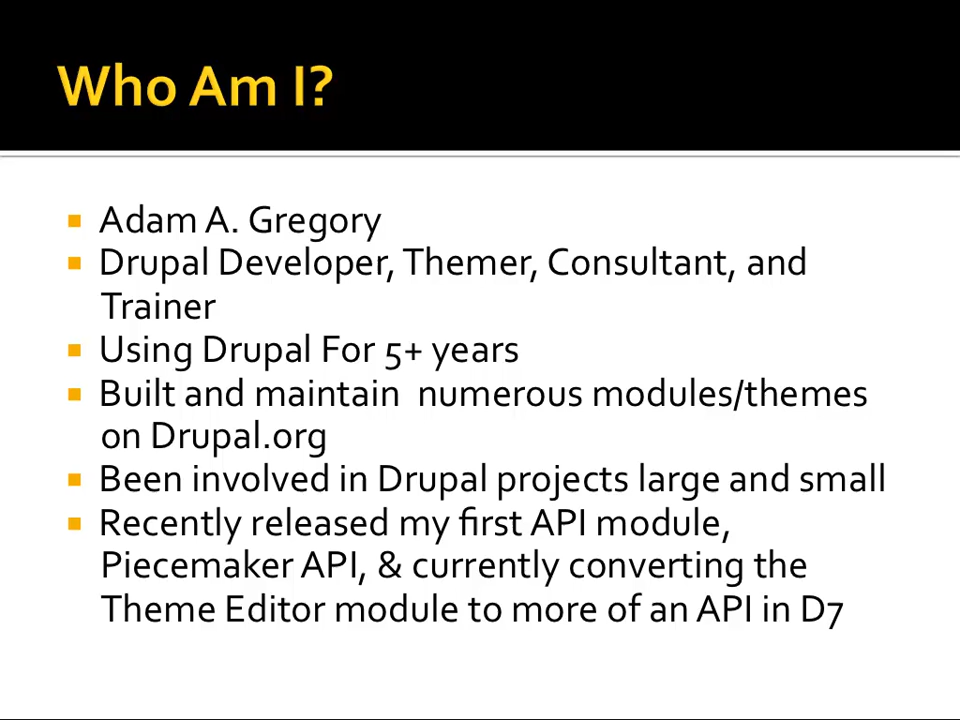 Who Am I?
Adam A. Gregory
Drupal Developer, Themer, Consultant, and
Trainer
Using Drupal For 5+ years
Built and maintain  numerous modules/themes
on Drupal.org
Been involved in Drupal projects large and small
Recently released my first API module,
Piecemaker API, & currently converting the
Theme Editor module to more of an API in D7